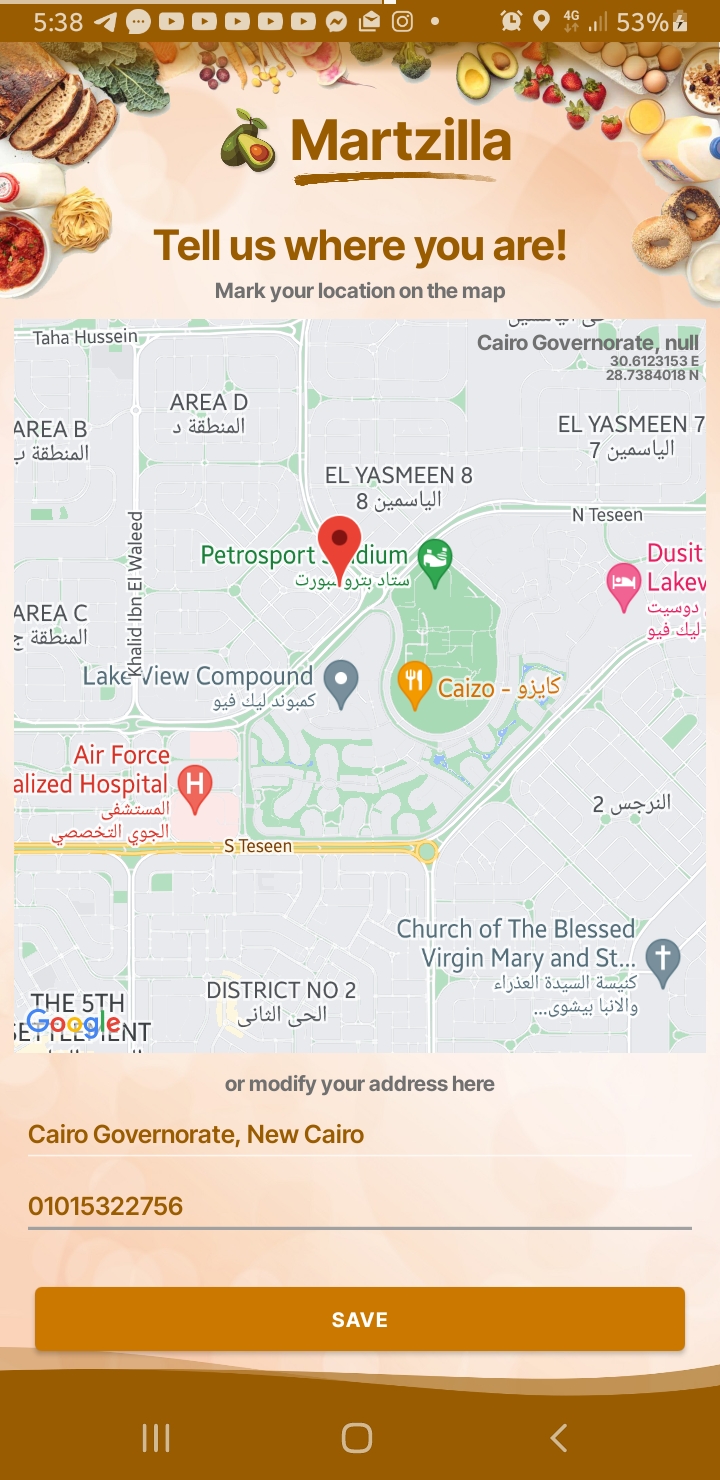 5:38
4G
53%
Martzilla
Tell us where you are!
Mark your location on the map
Taha Hussein
Cairo Governorate, null
30.6123153 E
28.7384018 N
AREA D
المنطقة د
AREA B
المنطقة ب
EL YASMEEN 7
الياسمين 7
EL YASMEEN 8
الياسمين 8
N Teseen
Khalid Ibn El Waleed
Petrosport
ستاد بتروسبورت
Dusit
Lakev
دوسيت
ليك فيو
AREA C
المنطقة ج
Lake View Compound
كمبوند ليك فيو
Caizo - كايزو
Air Force
alized Hospital
المستشفى
الجوي التخصصي
H
النرجس 2
S Teseen
Church of The Blessed
Virgin Mary and St...
كنيسة السيدة العذراء
والانبا بيشوى...
DISTRICT NO 2
الحى الثانى
THE 5TH
SETTLEMENT
Google
or modify your address here
Cairo Governorate, New Cairo
01015322756
SAVE